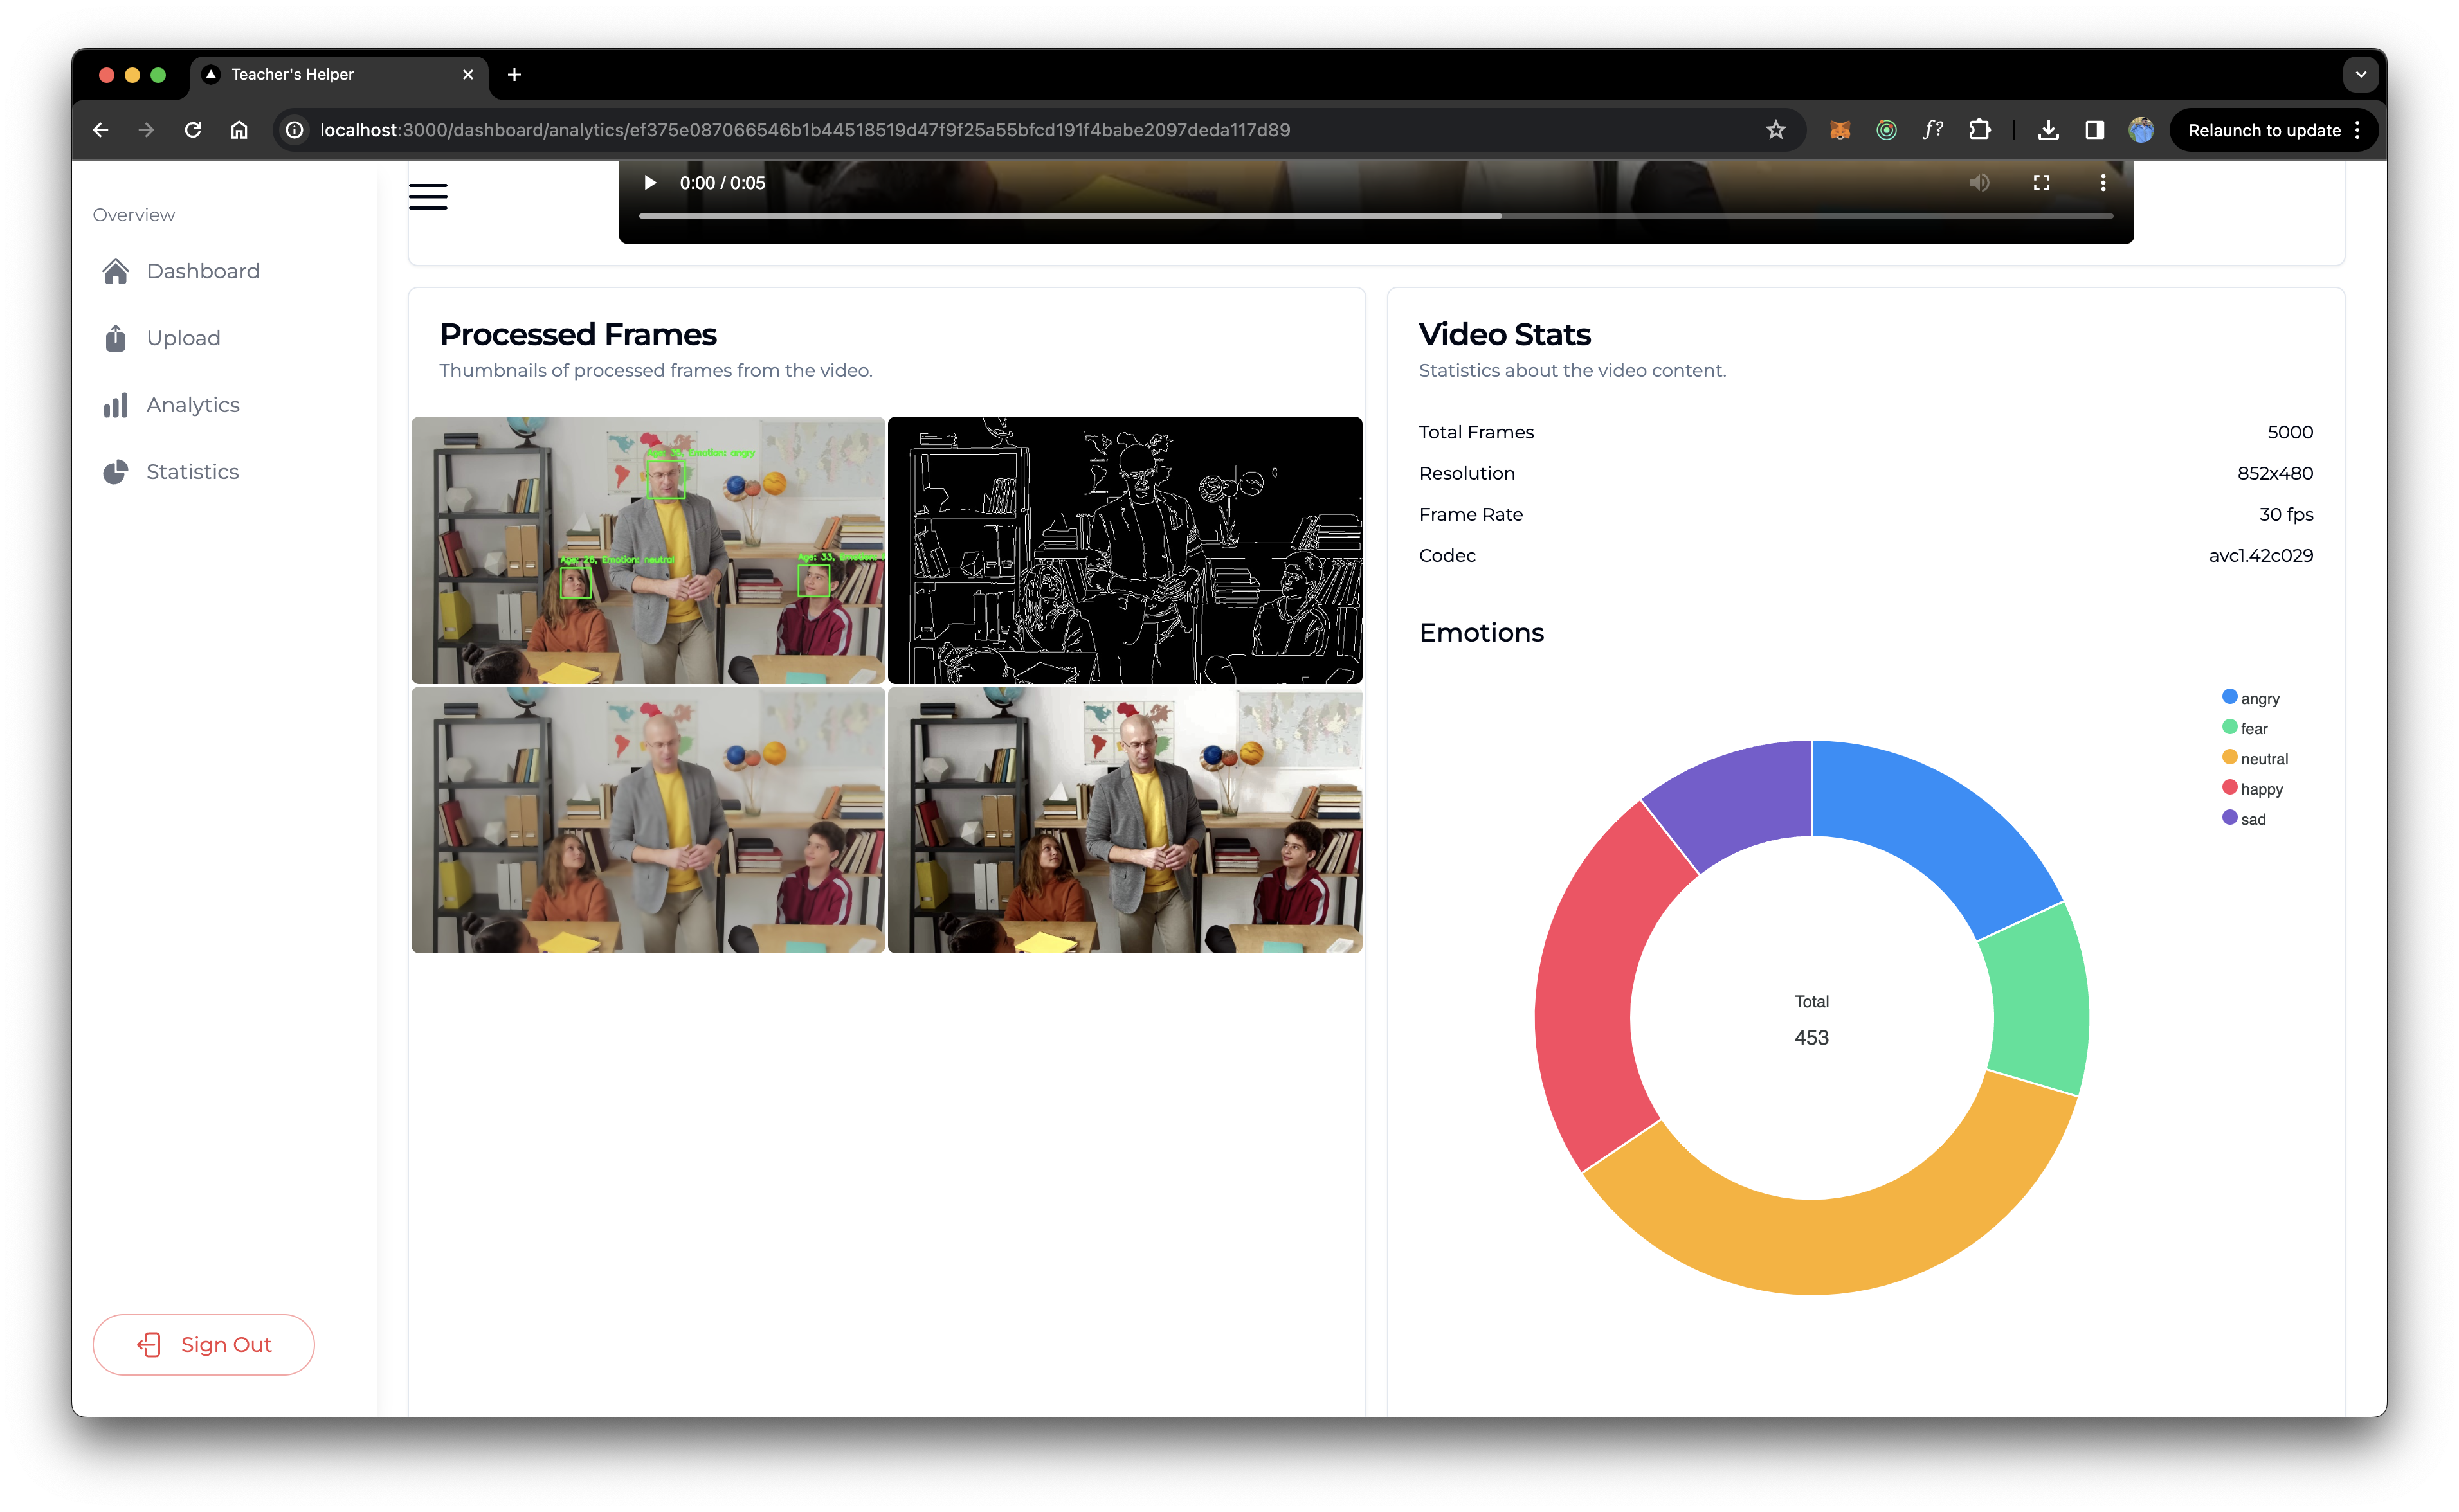 Teacher's Helper
localhost:3000/dashboard/analytics/ef375e087066546b1b44518519d47f9f25a55bfcd191f4babe2097deda117d89
f?
Relaunch to update
Overview
Dashboard
Upload
Analytics
Statistics
Sign Out
0:00 / 0:05
Processed Frames
Thumbnails of processed frames from the video.
Emotion: angry
Age: 26, Emotion: neutral
Age: 33, Emotion:
Video Stats
Statistics about the video content.
Total Frames 5000
Resolution 852x480
Frame Rate 30 fps
Codec avc1.42c029
Emotions
angry
fear
neutral
happy
sad
Total
453